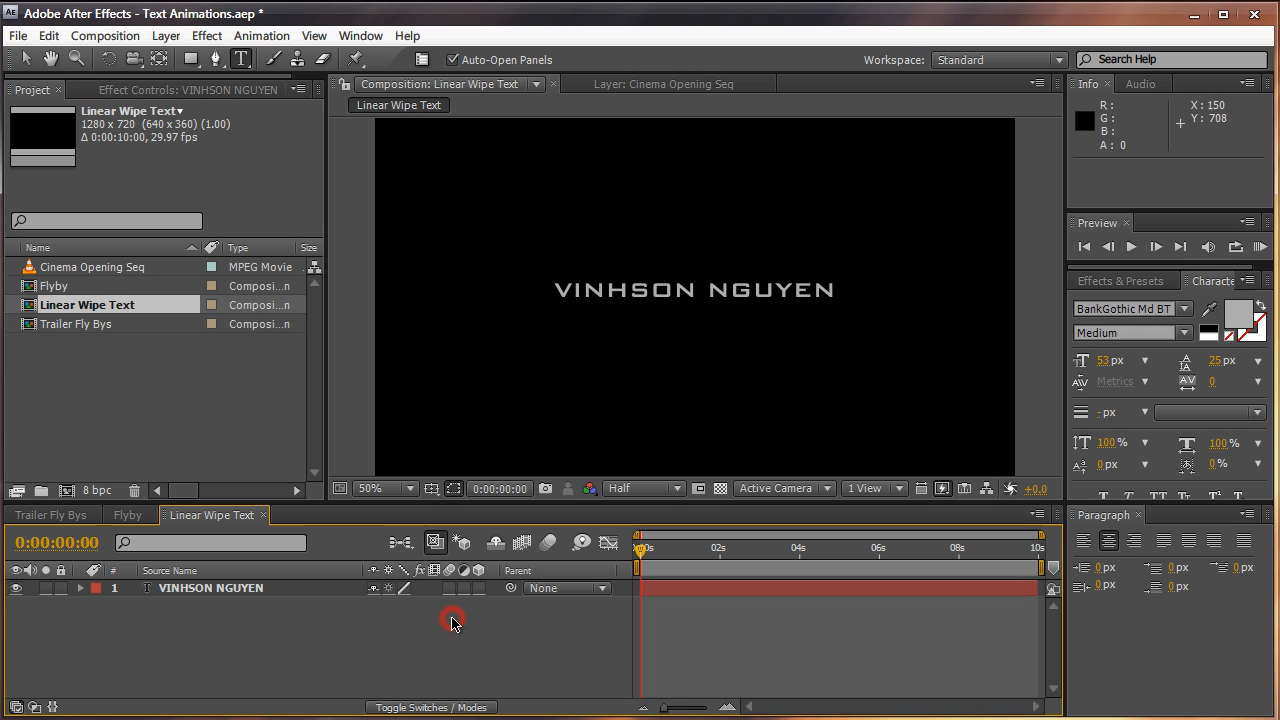 Adobe After Effects - Text Animations.aep *
File Edit Composition Layer Effect Animation View Window Help
Auto-Open Panels
Workspace: Standard
Search Help
Project
Effect Controls: VINHSON NGUYEN
Linear Wipe Text
1280 x 720 (640 x 360) (1.00)
Δ 0:00:10:00, 29.97 fps
Name Type Size
Cinema Opening Seq MPEG Movie
Flyby Composi...n
Linear Wipe Text Composi...n
Trailer Fly Bys Composi...n
8 bpc
Composition: Linear Wipe Text
Layer: Cinema Opening Seq
Linear Wipe Text
VINHSON NGUYEN
50% 0:00:00:00 Half Active Camera 1 View +0.0
Info Audio
R: X: 150
G: Y: 708
B:
A: 0
Preview
Effects & Presets Characte
BankGothic Md BT
Medium
53 px 25 px
Metrics 0
- px
100 % 100 %
0 px 0 %
Paragraph
0 px 0 px 0 px
0 px 0 px
Trailer Fly Bys Flyby Linear Wipe Text
0:00:00:00
# Source Name Parent
1 T VINHSON NGUYEN None
02s 04s 06s 08s 10s
Toggle Switches / Modes